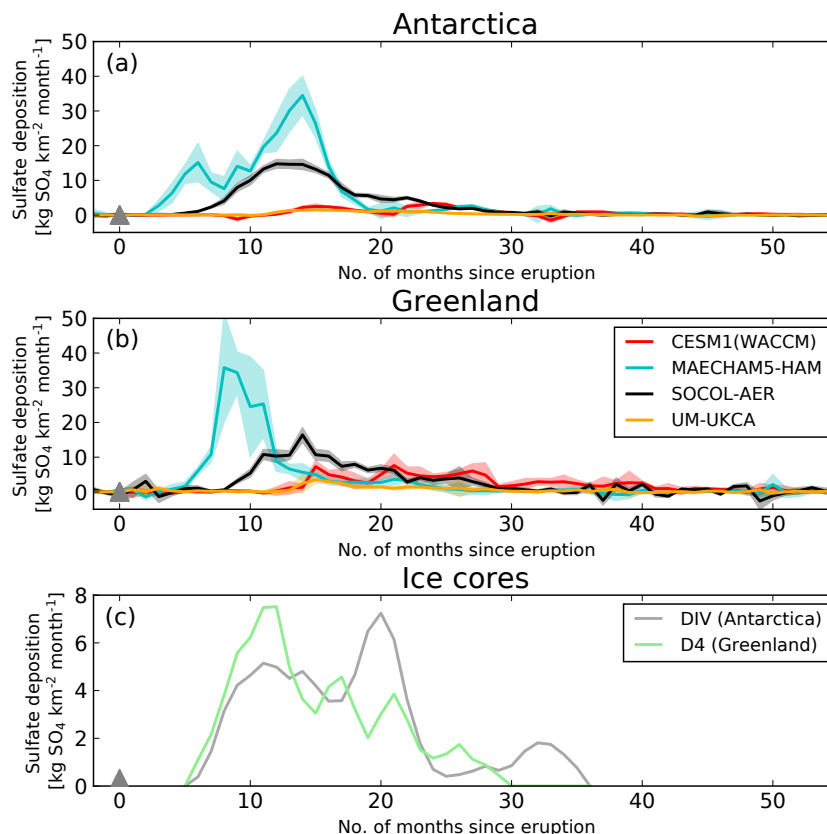 Antarctica
(a)
Sulfate deposition
[kg SO₄ km⁻² month⁻¹]
50
40
30
20
10
0
0 10 20 30 40 50
No. of months since eruption
Greenland
(b)
Sulfate deposition
[kg SO₄ km⁻² month⁻¹]
50
40
30
20
10
0
CESM1(WACCM)
MAECHAM5-HAM
SOCOL-AER
UM-UKCA
0 10 20 30 40 50
No. of months since eruption
Ice cores
(c)
Sulfate deposition
[kg SO₄ km⁻² month⁻¹]
8
6
4
2
0
DIV (Antarctica)
D4 (Greenland)
0 10 20 30 40 50
No. of months since eruption